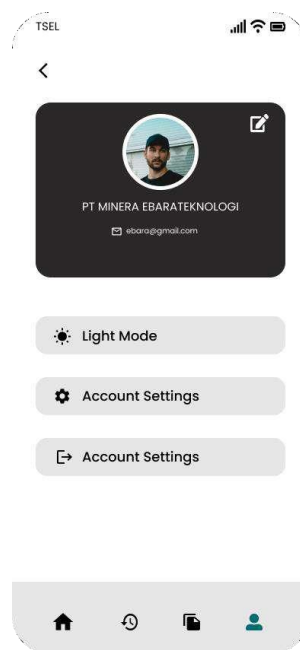 TSEL
PT MINERA EBARATEKNOLOGI
ebara@gmail.com
Light Mode
Account Settings
Account Settings